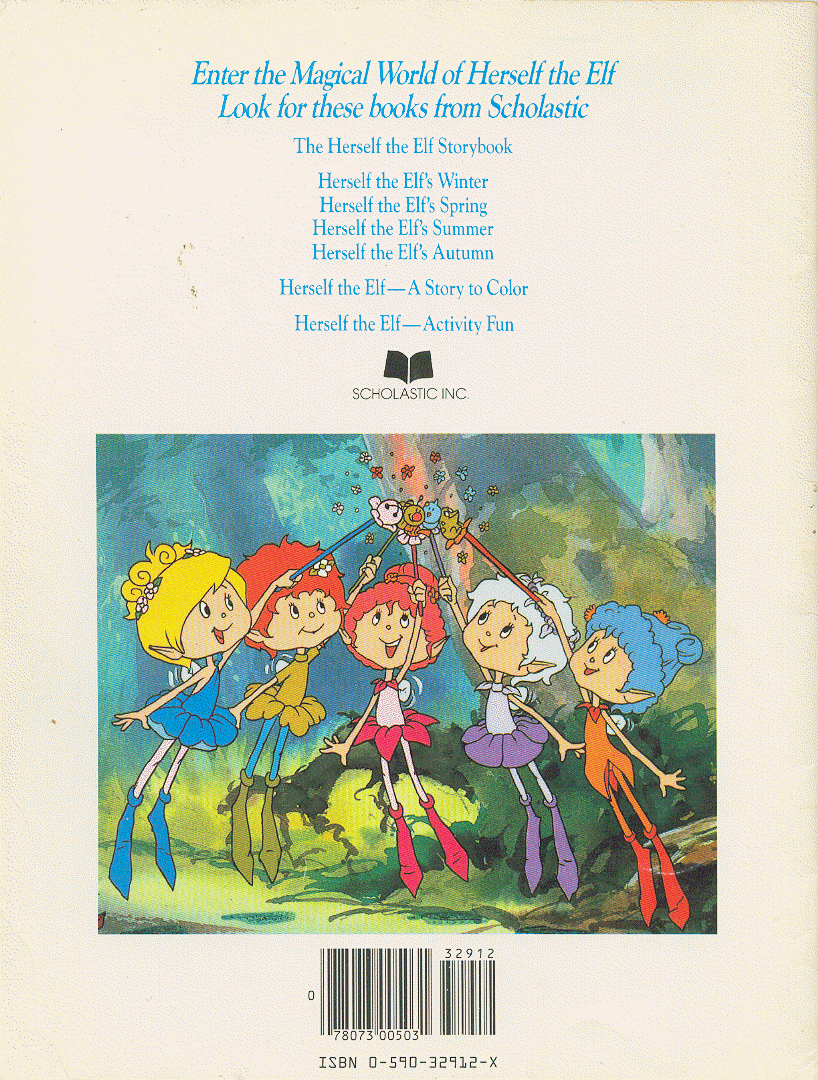 Enter the Magical World of Herself the Elf
Look for these books from Scholastic
The Herself the Elf Storybook
Herself the Elf's Winter
Herself the Elf's Spring
Herself the Elf's Summer
Herself the Elf's Autumn
Herself the Elf—A Story to Color
Herself the Elf—Activity Fun
SCHOLASTIC INC.
32912
0
78073 00503
ISBN 0-590-32912-X